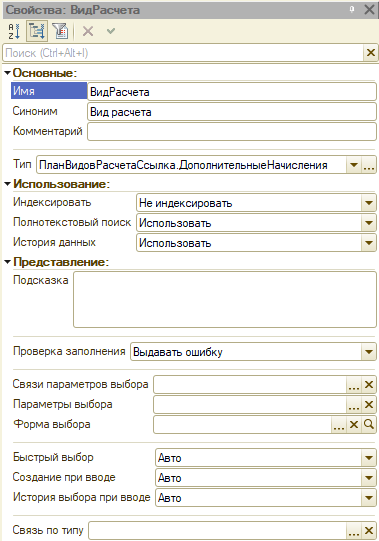 Свойства: ВидРасчета
Поиск (Ctrl+Alt+I)
Основные:
Имя ВидРасчета
Синоним Вид расчета
Комментарий
Тип ПланВидовРасчетаСсылка.ДополнительныеНачисления
Использование:
Индексировать Не индексировать
Полнотекстовый поиск Использовать
История данных Использовать
Представление:
Подсказка
Проверка заполнения Выдавать ошибку
Связи параметров выбора
Параметры выбора
Форма выбора
Быстрый выбор Авто
Создание при вводе Авто
История выбора при вводе Авто
Связь по типу